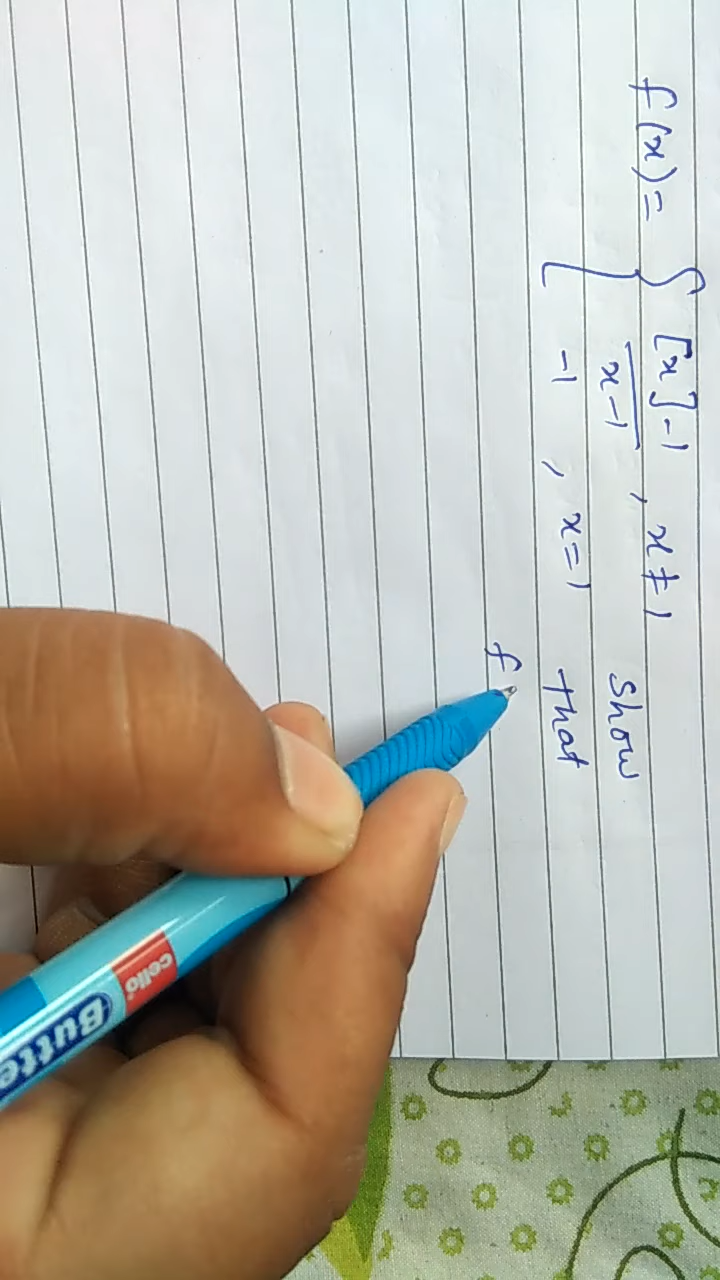 f(x) = { [x]-1 / x-1 , x ≠ 1
-1 , x = 1
Show
that
f
cello
Butte